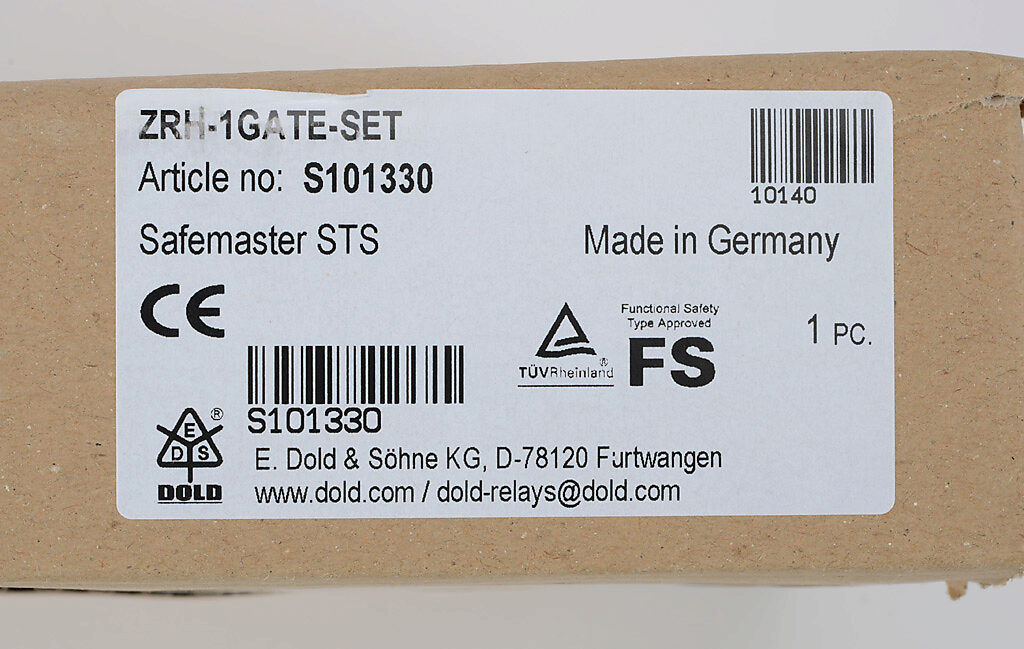 ZRH-1GATE-SET
Article no: S101330
10140
Safemaster STS
Made in Germany
CE
Functional Safety
Type Approved
TÜVRheinland®
FS
1 PC.
S101330
E D S ®
DOLD
E. Dold & Söhne KG, D-78120 Furtwangen
www.dold.com / dold-relays@dold.com